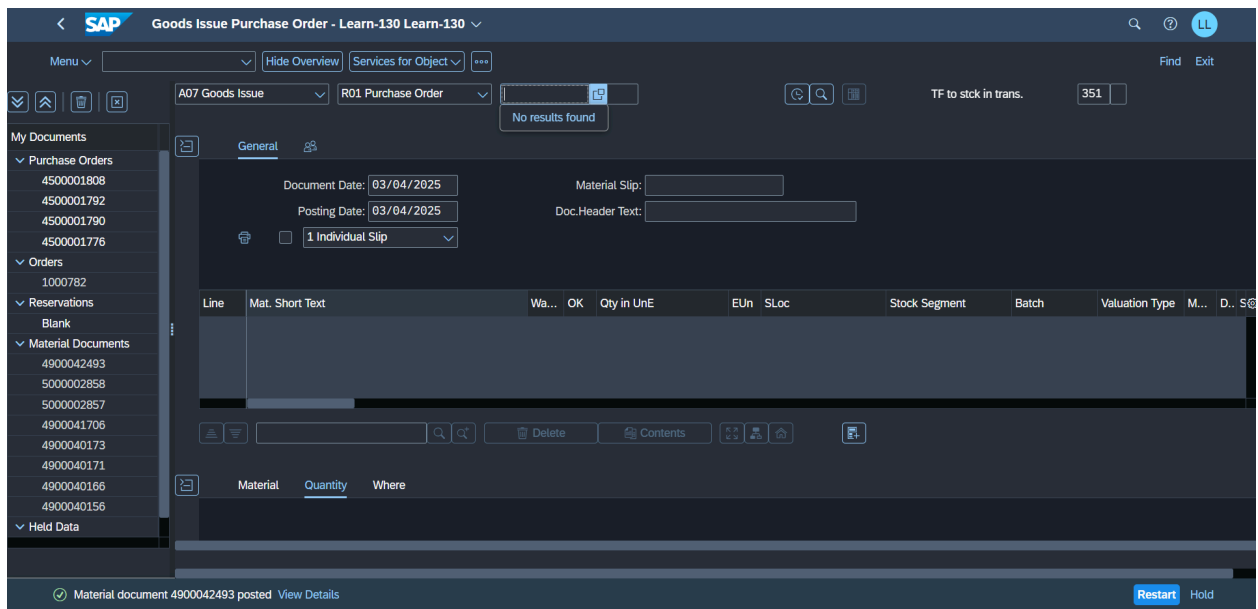 SAP Goods Issue Purchase Order - Learn-130 Learn-130 LL
Menu Hide Overview Services for Object Find Exit
A07 Goods Issue R01 Purchase Order TF to stck in trans. 351
No results found
My Documents
Purchase Orders
4500001808
4500001792
4500001790
4500001776
Orders
1000782
Reservations
Blank
Material Documents
4900042493
5000002858
5000002857
4900041706
4900040173
4900040171
4900040166
4900040156
Held Data
General
Document Date: 03/04/2025 Material Slip:
Posting Date: 03/04/2025 Doc.Header Text:
1 Individual Slip
Line Mat. Short Text Wa... OK Qty in UnE EUn SLoc Stock Segment Batch Valuation Type M... D.. S
Delete Contents
Material Quantity Where
Material document 4900042493 posted View Details Restart Hold